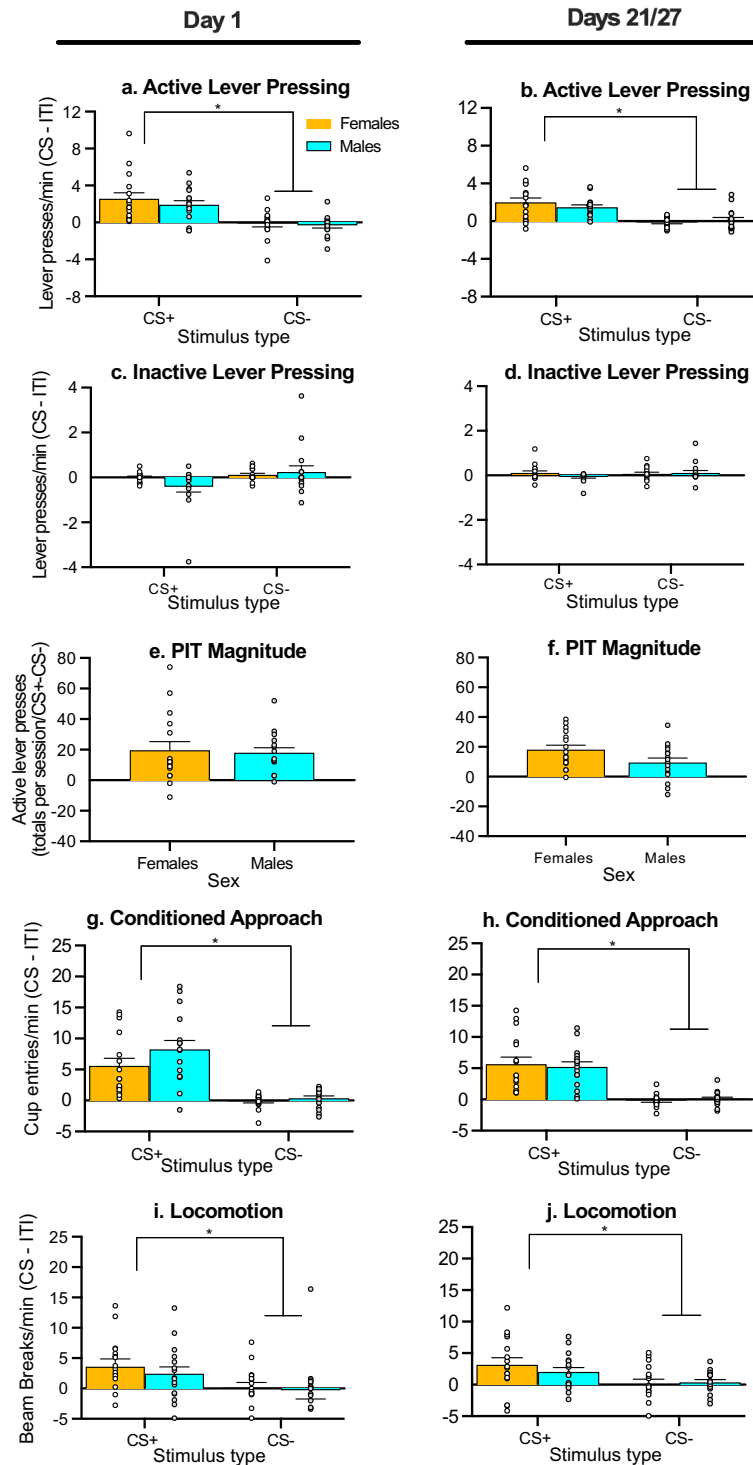 Day 1
Days 21/27
a. Active Lever Pressing
*
Females
Males
12
8
4
0
-4
-8
Lever presses/min (CS - ITI)
CS+
CS-
Stimulus type
b. Active Lever Pressing
*
12
8
4
0
-4
-8
CS+
CS-
Stimulus type
c. Inactive Lever Pressing
4
2
0
-2
-4
Lever presses/min (CS - ITI)
CS+
CS-
Stimulus type
d. Inactive Lever Pressing
4
2
0
-2
-4
CS+
CS-
Stimulus type
e. PIT Magnitude
80
60
40
20
0
-20
-40
Active lever presses
(totals per session/CS+-CS-)
Females
Males
Sex
f. PIT Magnitude
80
60
40
20
0
-20
-40
Females
Males
Sex
g. Conditioned Approach
*
25
20
15
10
5
0
-5
Cup entries/min (CS - ITI)
CS+
CS-
Stimulus type
h. Conditioned Approach
*
25
20
15
10
5
0
-5
CS+
CS-
Stimulus type
i. Locomotion
*
25
20
15
10
5
0
-5
Beam Breaks/min (CS - ITI)
CS+
CS-
Stimulus type
j. Locomotion
*
25
20
15
10
5
0
-5
CS+
CS-
Stimulus type